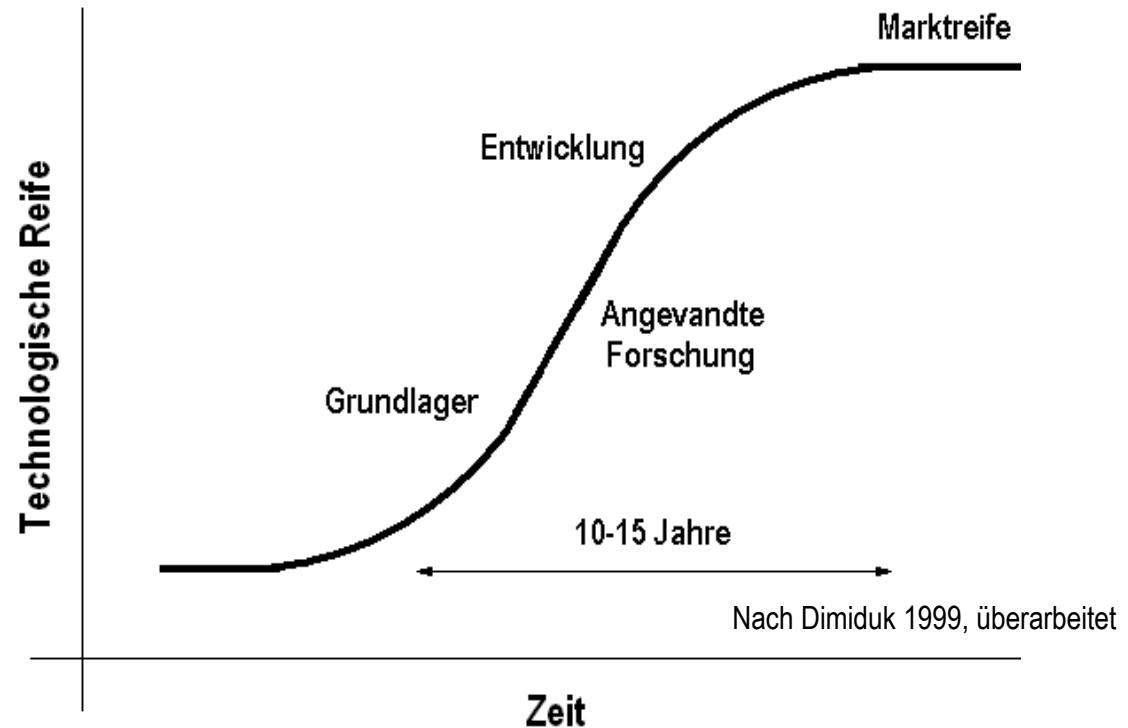 Marktreife
Entwicklung
Technologische Reife
Angevandte
Forschung
Grundlager
10-15 Jahre
Nach Dimiduk 1999, überarbeitet
Zeit